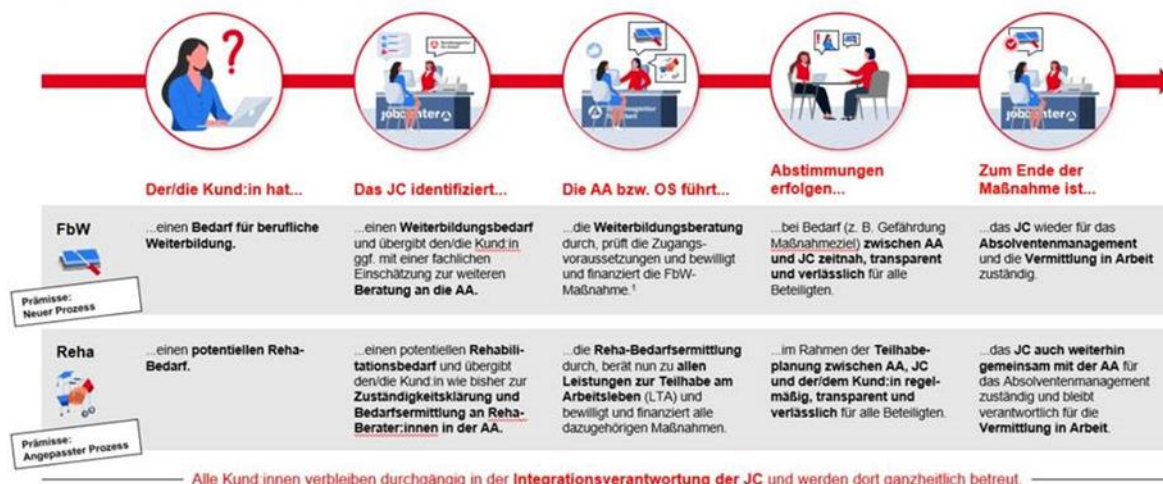 jobcenter
jobcenter
Der/die Kund:in hat...
Das JC identifiziert...
Die AA bzw. OS führt...
Abstimmungen
erfolgen...
Zum Ende der
Maßnahme ist...
FbW
Prämisse:
Neuer Prozess
...einen Bedarf für berufliche
Weiterbildung.
...einen Weiterbildungsbedarf
und übergibt den/die Kund:in
ggf. mit einer fachlichen
Einschätzung zur weiteren
Beratung an die AA.
...die Weiterbildungsberatung
durch, prüft die Zugangs-
voraussetzungen und bewilligt
und finanziert die FbW-
Maßnahme.¹
...bei Bedarf (z. B. Gefährdung
Maßnahmeziel) zwischen AA
und JC zeitnah, transparent
und verlässlich für alle
Beteiligten.
...das JC wieder für das
Absolventenmanagement
und die Vermittlung in Arbeit
zuständig.
Reha
Prämisse:
Angepasster Prozess
...einen potentiellen Reha-
Bedarf.
...einen potentiellen Rehabili-
tationsbedarf und übergibt
den/die Kund:in wie bisher zur
Zuständigkeitsklärung und
Bedarfsermittlung an Reha-
Berater:innen in der AA.
...die Reha-Bedarfsermittlung
durch, berät nun zu allen
Leistungen zur Teilhabe am
Arbeitsleben (LTA) und
bewilligt und finanziert alle
dazugehörigen Maßnahmen.
...im Rahmen der Teilhabe-
planung zwischen AA, JC
und der/dem Kund:in regel-
mäßig, transparent und
verlässlich für alle Beteiligten.
...das JC auch weiterhin
gemeinsam mit der AA für
das Absolventenmanagement
zuständig und bleibt
verantwortlich für die
Vermittlung in Arbeit.
Alle Kund:innen verbleiben durchgängig in der Integrationsverantwortung der JC und werden dort ganzheitlich betreut.